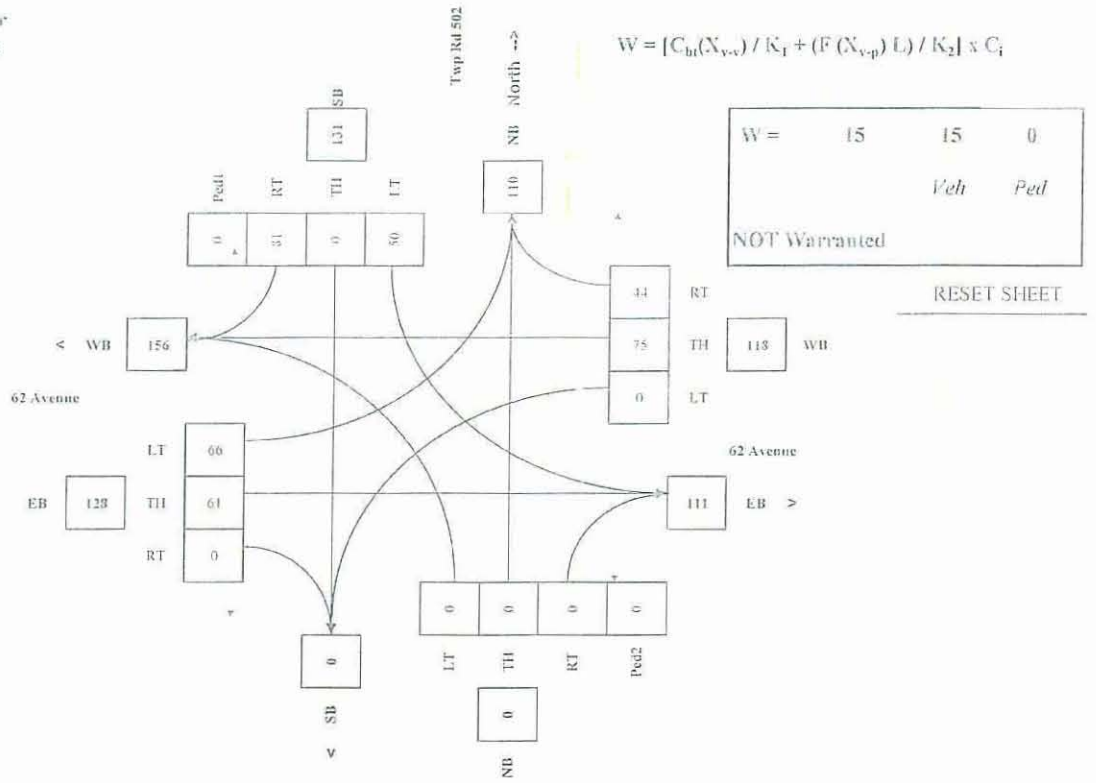 Twp Rd 502
North -->
W = [C_bt(X_v-v) / K_1 + (F (X_v-p) L) / K_2] x C_i
W = 15 15 0
Veh Ped
NOT Warranted
RESET SHEET
SB
131
NB
110
Ped1 RT TH LT
0 81 0 50
44 RT
75 TH
0 LT
118 WB
< WB 156
62 Avenue
LT 66
EB 128 TH 61
RT 0
62 Avenue
111 EB >
0 0 0 0
LT TH RT Ped2
0
SB
v
0
NB